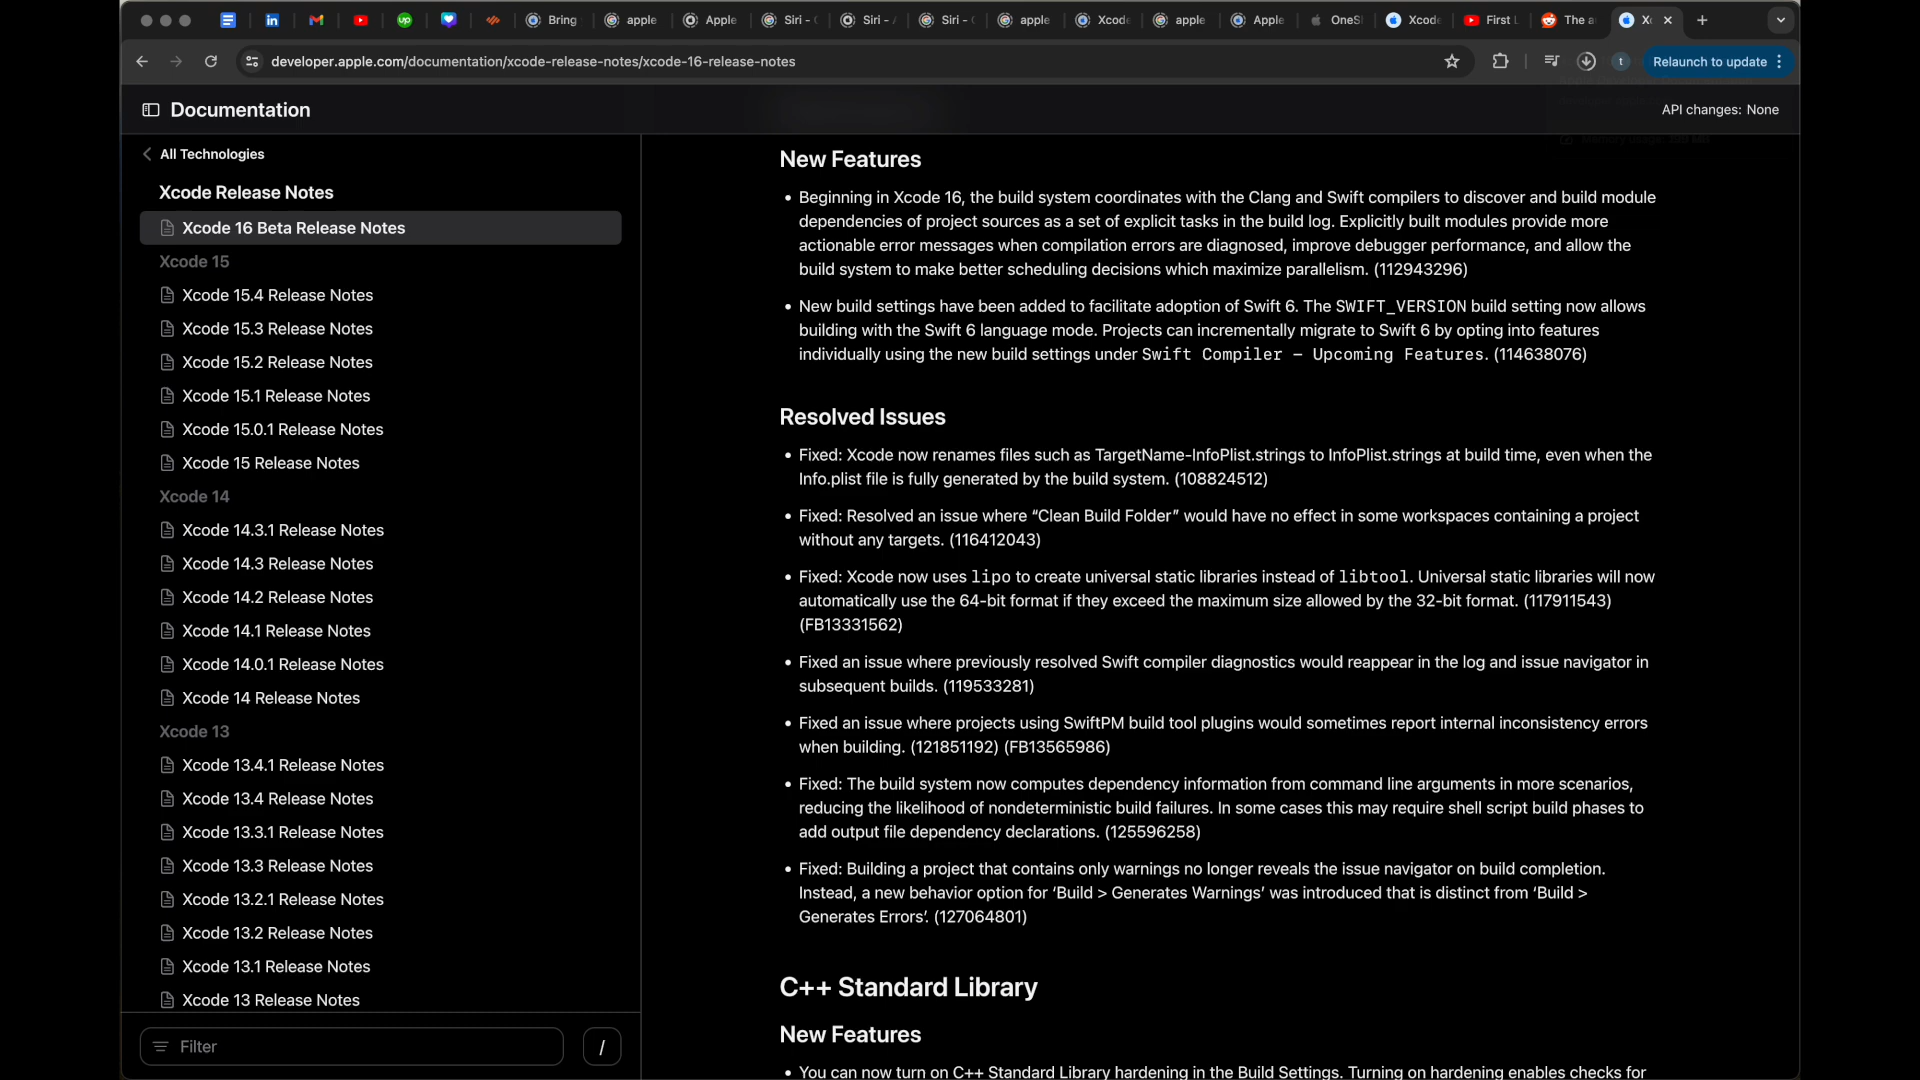 Bring
apple
Apple
Siri -
Siri -
Siri -
apple
Xcode
apple
Apple
Xcode
First
The a
developer.apple.com/documentation/xcode-release-notes/xcode-16-release-notes
t
Relaunch to update
Documentation
API changes: None
All Technologies
Xcode Release Notes
Xcode 16 Beta Release Notes
Xcode 15
Xcode 15.4 Release Notes
Xcode 15.3 Release Notes
Xcode 15.2 Release Notes
Xcode 15.1 Release Notes
Xcode 15.0.1 Release Notes
Xcode 15 Release Notes
Xcode 14
Xcode 14.3.1 Release Notes
Xcode 14.3 Release Notes
Xcode 14.2 Release Notes
Xcode 14.1 Release Notes
Xcode 14.0.1 Release Notes
Xcode 14 Release Notes
Xcode 13
Xcode 13.4.1 Release Notes
Xcode 13.4 Release Notes
Xcode 13.3.1 Release Notes
Xcode 13.3 Release Notes
Xcode 13.2.1 Release Notes
Xcode 13.2 Release Notes
Xcode 13.1 Release Notes
Xcode 13 Release Notes
Filter
/
New Features
• Beginning in Xcode 16, the build system coordinates with the Clang and Swift compilers to discover and build module
dependencies of project sources as a set of explicit tasks in the build log. Explicitly built modules provide more
actionable error messages when compilation errors are diagnosed, improve debugger performance, and allow the
build system to make better scheduling decisions which maximize parallelism. (112943296)
• New build settings have been added to facilitate adoption of Swift 6. The SWIFT_VERSION build setting now allows
building with the Swift 6 language mode. Projects can incrementally migrate to Swift 6 by opting into features
individually using the new build settings under Swift Compiler – Upcoming Features. (114638076)
Resolved Issues
• Fixed: Xcode now renames files such as TargetName-InfoPlist.strings to InfoPlist.strings at build time, even when the
Info.plist file is fully generated by the build system. (108824512)
• Fixed: Resolved an issue where “Clean Build Folder” would have no effect in some workspaces containing a project
without any targets. (116412043)
• Fixed: Xcode now uses lipo to create universal static libraries instead of libtool. Universal static libraries will now
automatically use the 64-bit format if they exceed the maximum size allowed by the 32-bit format. (117911543)
(FB13331562)
• Fixed an issue where previously resolved Swift compiler diagnostics would reappear in the log and issue navigator in
subsequent builds. (119533281)
• Fixed an issue where projects using SwiftPM build tool plugins would sometimes report internal inconsistency errors
when building. (121851192) (FB13565986)
• Fixed: The build system now computes dependency information from command line arguments in more scenarios,
reducing the likelihood of nondeterministic build failures. In some cases this may require shell script build phases to
add output file dependency declarations. (125596258)
• Fixed: Building a project that contains only warnings no longer reveals the issue navigator on build completion.
Instead, a new behavior option for ‘Build > Generates Warnings’ was introduced that is distinct from ‘Build >
Generates Errors’. (127064801)
C++ Standard Library
New Features
• You can now turn on C++ Standard Library hardening in the Build Settings. Turning on hardening enables checks for